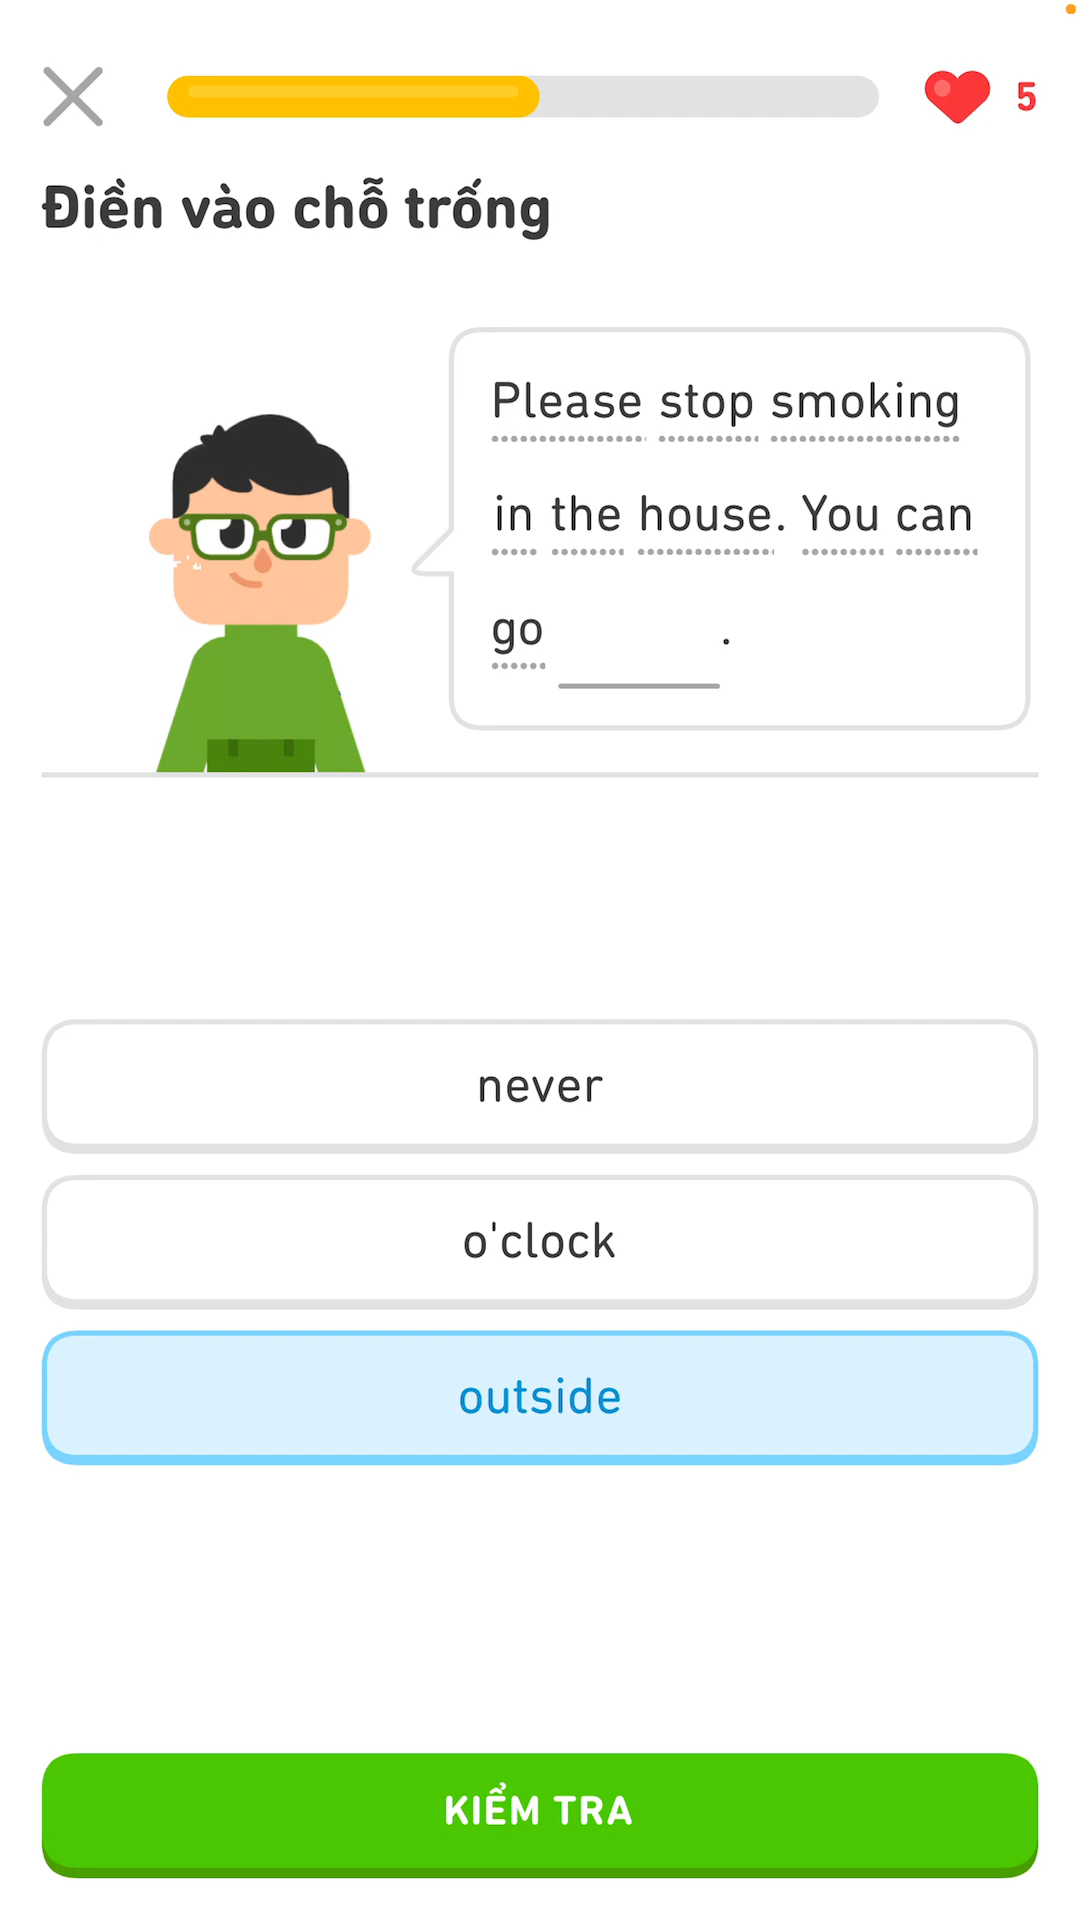 5
Điền vào chỗ trống
Please stop smoking
in the house. You can
go ______ .
never
o'clock
outside
KIỂM TRA